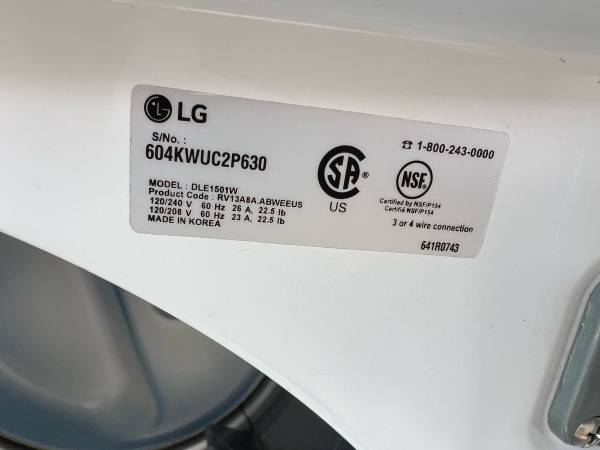 LG
S/No. :
604KWUC2P630
☎ 1-800-243-0000
MODEL : DLE1501W
Product Code : RV13A8A.ABWEEUS
120/240 V 60 Hz 26 A, 22.5 lb
120/208 V 60 Hz 23 A, 22.5 lb
MADE IN KOREA
SA
US
NSF
Certified by NSF/P154
Certifié NSF/P154
3 or 4 wire connection
641R0743